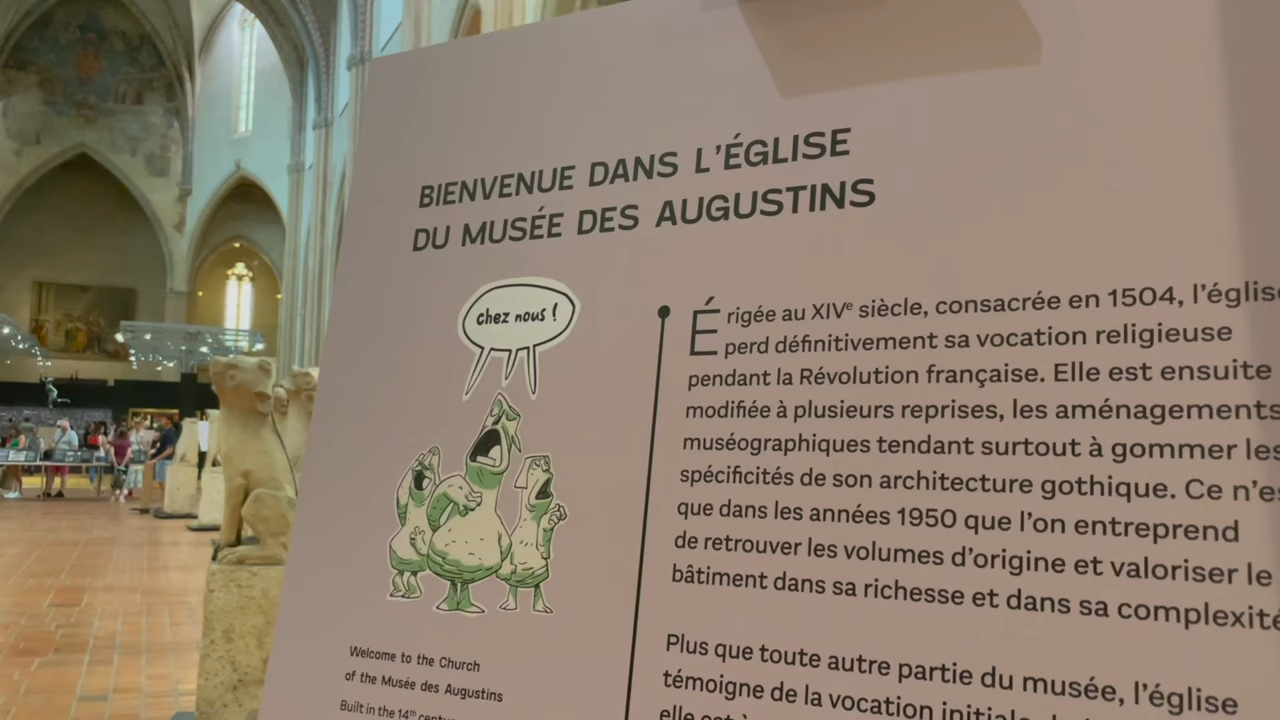 BIENVENUE DANS L'ÉGLISE
DU MUSÉE DES AUGUSTINS
chez nous !
Érigée au XIVe siècle, consacrée en 1504, l'église
perd définitivement sa vocation religieuse
pendant la Révolution française. Elle est ensuite
modifiée à plusieurs reprises, les aménagements
muséographiques tendant surtout à gommer les
spécificités de son architecture gothique. Ce n'es
que dans les années 1950 que l'on entreprend
de retrouver les volumes d'origine et valoriser le
bâtiment dans sa richesse et dans sa complexité
Plus que toute autre partie du musée, l'église
témoigne de la vocation initiale
elle est
Welcome to the Church
of the Musée des Augustins
Built in the 14th